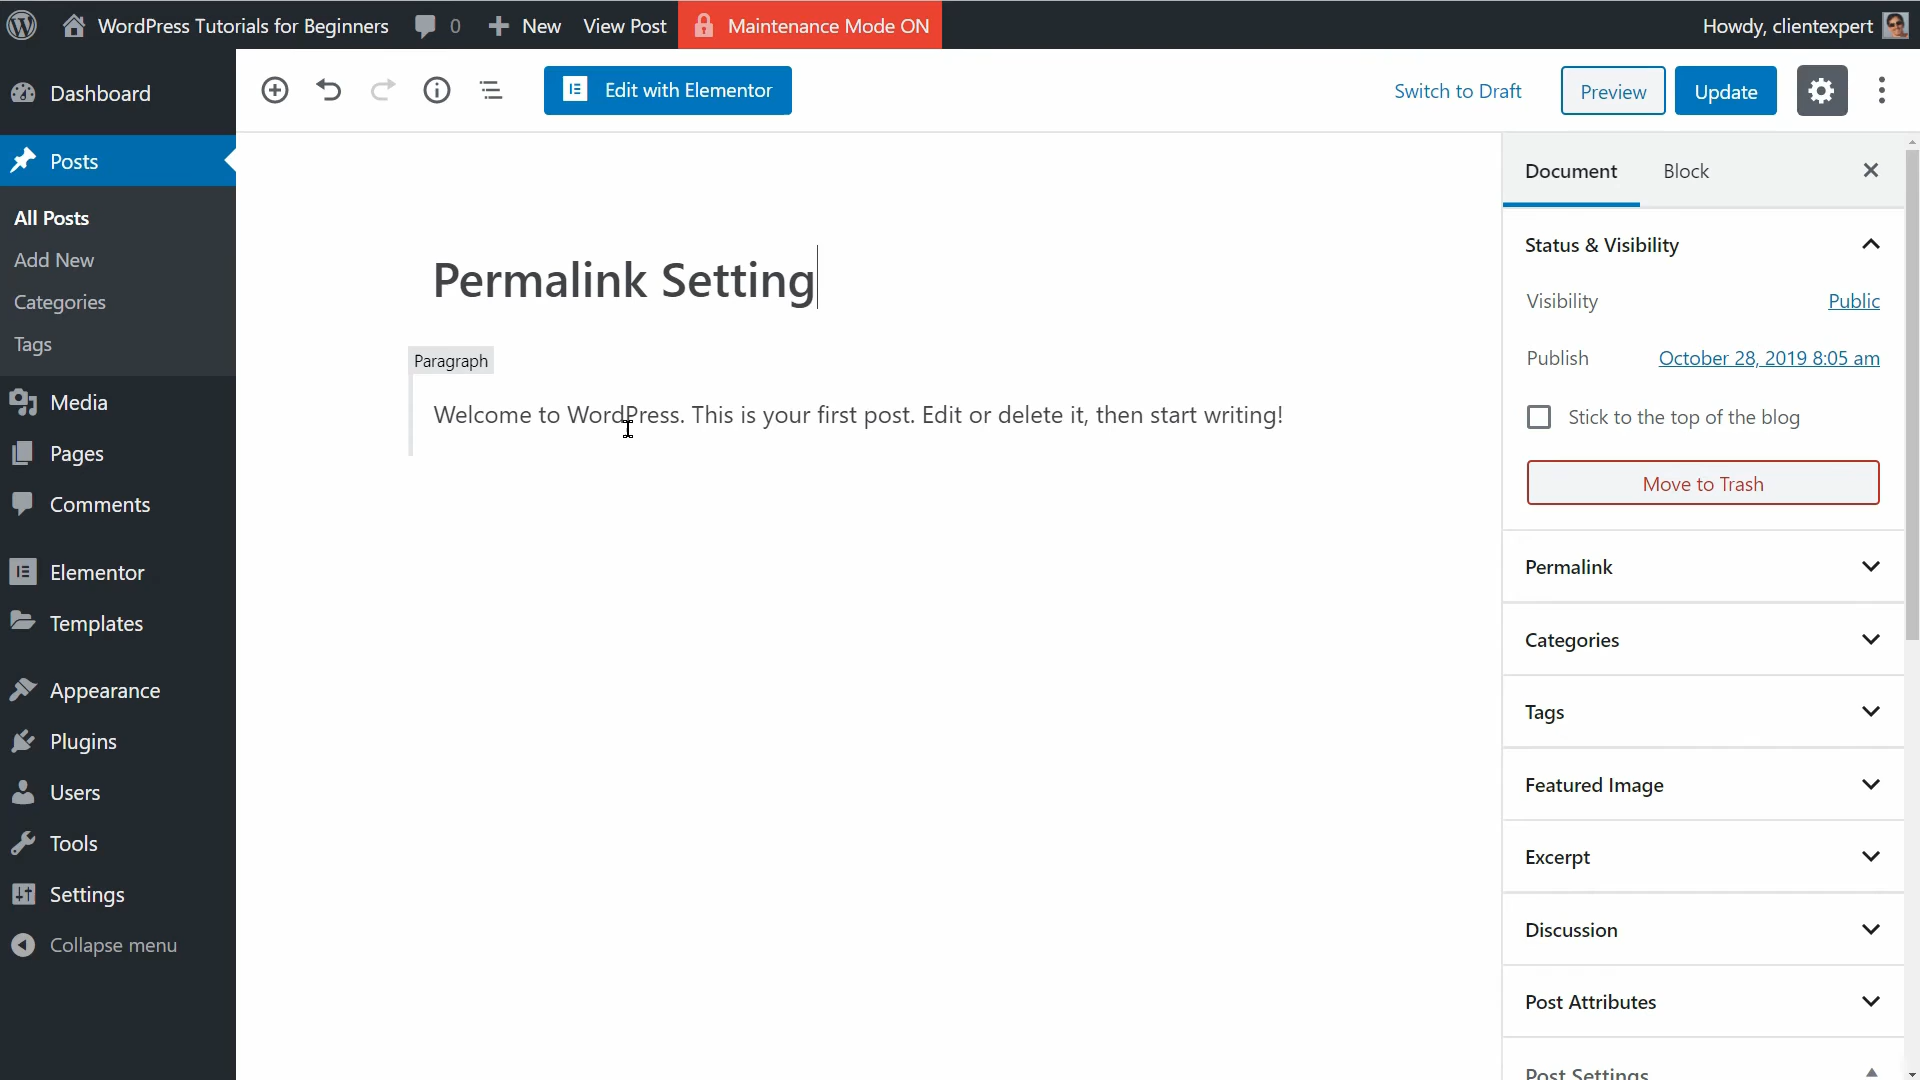 WordPress Tutorials for Beginners 0 New View Post Maintenance Mode ON Howdy, clientexpert
Dashboard
Posts
All Posts
Add New
Categories
Tags
Media
Pages
Comments
Elementor
Templates
Appearance
Plugins
Users
Tools
Settings
Collapse menu
Edit with Elementor Switch to Draft Preview Update
Permalink Setting
Paragraph
Welcome to WordPress. This is your first post. Edit or delete it, then start writing!
Document Block
Status & Visibility
Visibility Public
Publish October 28, 2019 8:05 am
Stick to the top of the blog
Move to Trash
Permalink
Categories
Tags
Featured Image
Excerpt
Discussion
Post Attributes
Post Settings